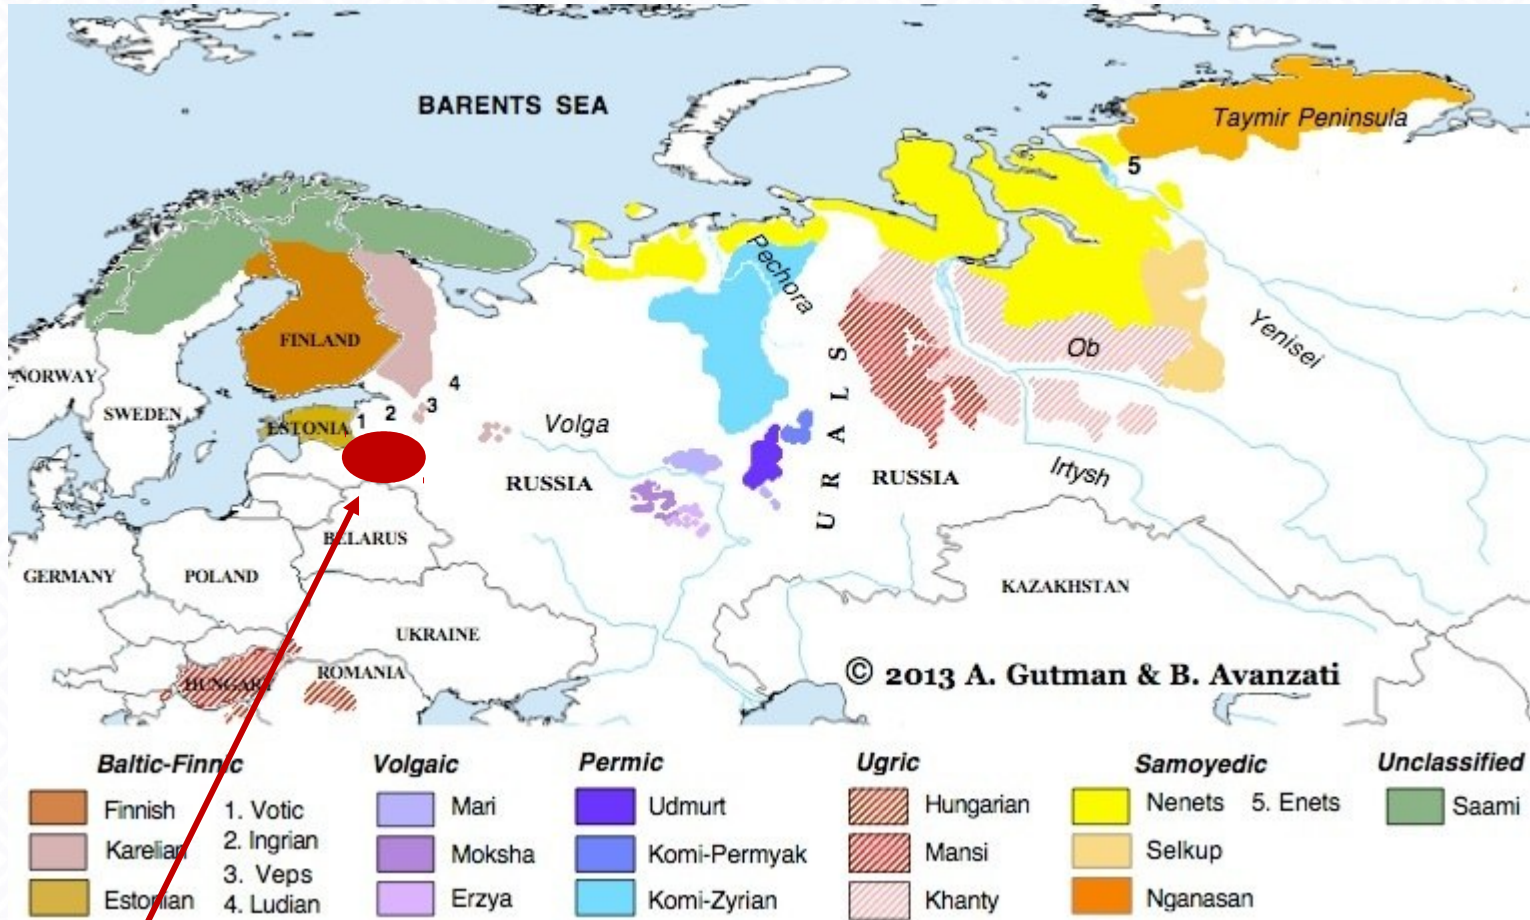 BARENTS SEA
Taymir Peninsula
5
Pechora
FINLAND
NORWAY
SWEDEN
4
3
2
1
ESTONIA
Volga
URALS
Ob
Yenisei
Irtysh
RUSSIA
RUSSIA
BELARUS
GERMANY
POLAND
KAZAKHSTAN
UKRAINE
ROMANIA
HUNGARY
© 2013 A. Gutman & B. Avanzati
Baltic-Finnic
Finnish
Karelian
Estonian
1. Votic
2. Ingrian
3. Veps
4. Ludian
Volgaic
Mari
Moksha
Erzya
Permic
Udmurt
Komi-Permyak
Komi-Zyrian
Ugric
Hungarian
Mansi
Khanty
Samoyedic
Nenets 5. Enets
Selkup
Nganasan
Unclassified
Saami